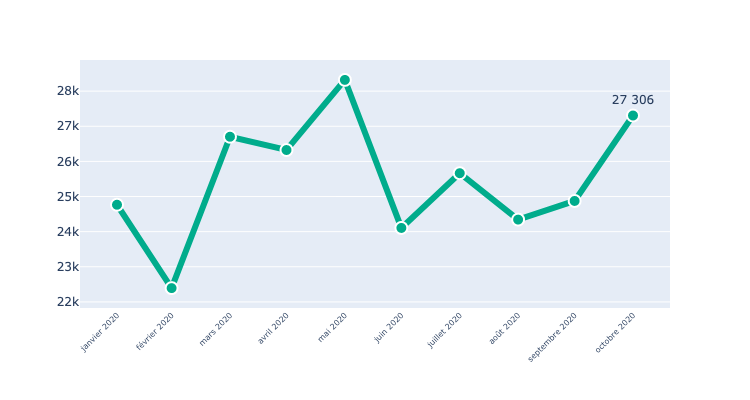 28k
27 306
27k
26k
25k
24k
23k
22k
janvier 2020
février 2020
mars 2020
avril 2020
mai 2020
juin 2020
juillet 2020
août 2020
septembre 2020
octobre 2020